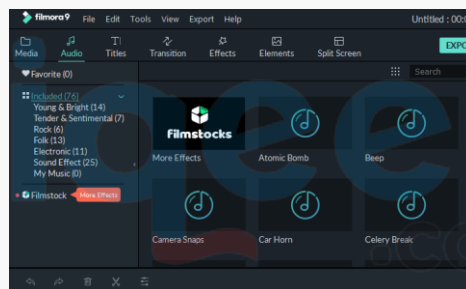 filmora9 File Edit Tools View Export Help Untitled : 00:0
Media Audio Titles Transition Effects Elements Split Screen EXPO
Favorite (0) Search
Included (76)
Young & Bright (14)
Tender & Sentimental (7)
Rock (6)
Folk (13)
Electronic (11)
Sound Effect (25)
My Music (0)
Filmstock More Effects
filmstocks
More Effects Atomic Bomb Beep
Camera Snaps Car Horn Celery Break